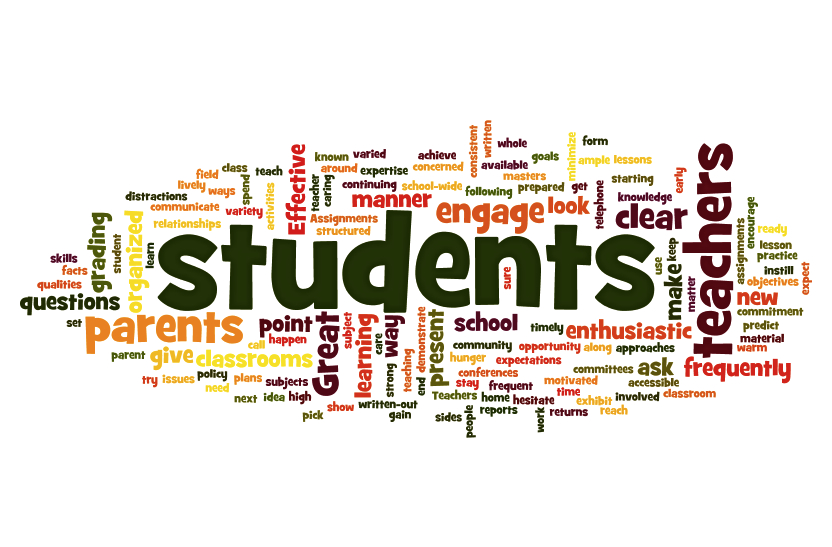 students
teachers
parents
engage
Great
Effective
clear
classrooms
learning
organized
grading
enthusiastic
frequently
questions
manner
look
point
school
present
way
give
make
ask
new
consistent
written
whole
form
minimize
goals
available
masters
ample
lessons
achieve
concerned
known
varied
around
expertise
continuing
school-wide
following
prepared
get
starting
telephone
knowledge
early
class
teach
field
lively
ways
spend
activities
teacher
caring
distractions
communicate
variety
relationships
Assignments
structured
student
learn
skills
facts
qualities
set
parent
call
happen
try
issues
policy
plans
need
subjects
next
idea
high
pick
show
written-out
gain
subject
care
strong
teaching
end
demonstrate
sure
timely
community
opportunity
along
approaches
hunger
expectations
conferences
committees
stay
frequent
motivated
accessible
Teachers
home
hesitate
time
exhibit
involved
classroom
sides
people
reports
work
returns
reach
use
keep
matter
assignments
encourage
ready
lesson
practice
instill
objectives
expect
commitment
predict
material
warm